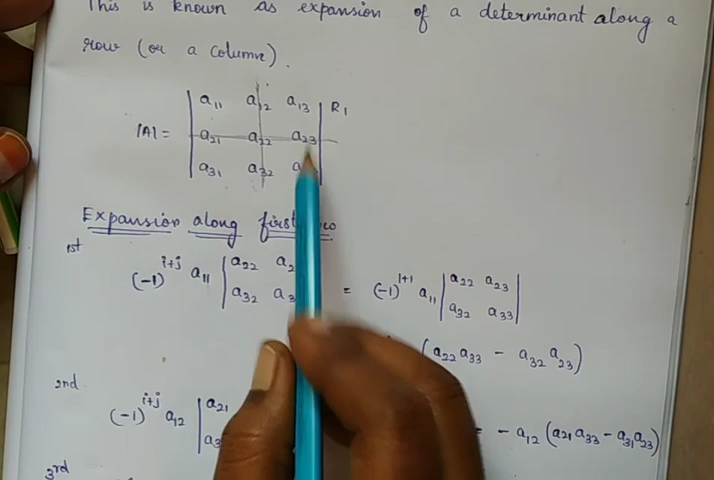 This is known as expansion of a determinant along a
row (or a column).
a11 a12 a13 R1
|A| = a21 a22 a23
a31 a32
Expansion along first
1st
(-1)^i+j a11 | a22 = (-1)^1+1 a11 | a22 a23 |
a32 | a32 a33 |
(a22 a33 - a32 a23)
2nd.
(-1)^i+j a12 | a21 = - a12 (a21 a33 - a31 a23)
3rd